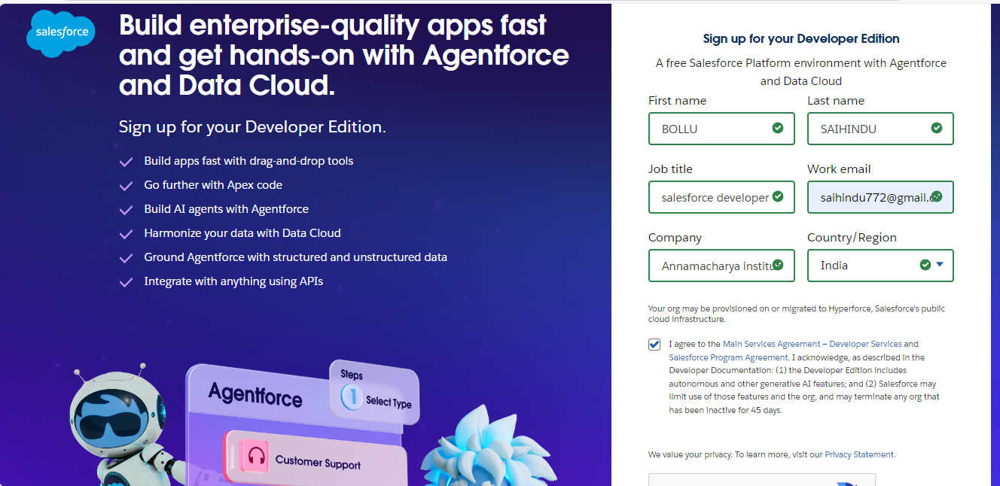 salesforce
Build enterprise-quality apps fast
and get hands-on with Agentforce
and Data Cloud.
Sign up for your Developer Edition.
Build apps fast with drag-and-drop tools
Go further with Apex code
Build AI agents with Agentforce
Harmonize your data with Data Cloud
Ground Agentforce with structured and unstructured data
Integrate with anything using APIs
Agentforce
Steps
1
Select Type
Customer Support
Sign up for your Developer Edition
A free Salesforce Platform environment with Agentforce
and Data Cloud
First name
Last name
BOLLU
SAIHINDU
Job title
Work email
salesforce developer
saihindu772@gmail.c
Company
Country/Region
Annamacharya institu
India
Your org may be provisioned on or migrated to Hyperforce, Salesforce's public
cloud infrastructure.
I agree to the Main Services Agreement – Developer Services and
Salesforce Program Agreement. I acknowledge, as described in the
Developer Documentation: (1) the Developer Edition includes
autonomous and other generative AI features; and (2) Salesforce may
limit use of those features and the org, and may terminate any org that
has been inactive for 45 days.
We value your privacy. To learn more, visit our Privacy Statement.